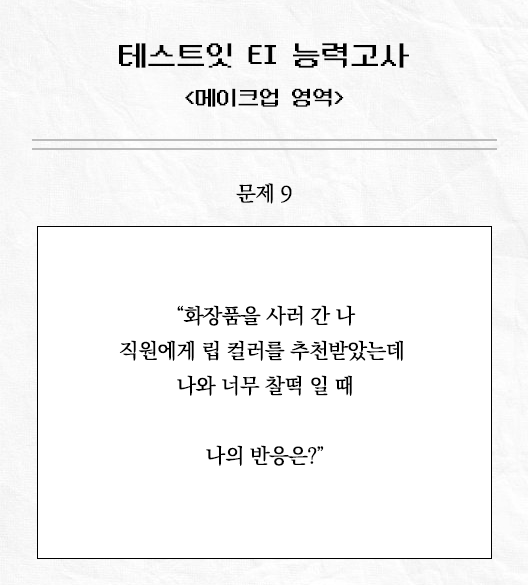 테스트잇 EI 능력고사
<메이크업 영역>
문제 9
“화장품을 사러 간 나
직원에게 립 컬러를 추천받았는데
나와 너무 찰떡 일 때
나의 반응은?”